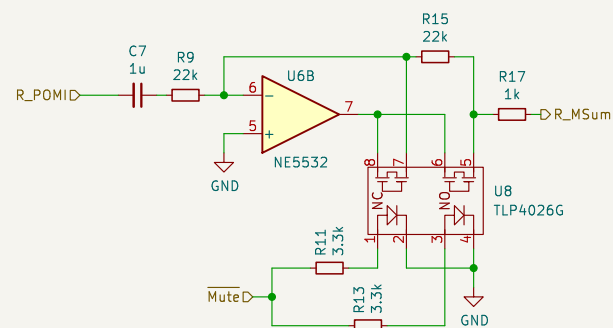 R15
22k
C7
1u
R9
22k
U6B
R17
1k
R_POMI
6
7
R_MSum
5
NE5532
GND
8
7
6
5
NC
NO
U8
TLP4026G
1
2
3
4
R11
3.3k
Mute
R13
3.3k
GND